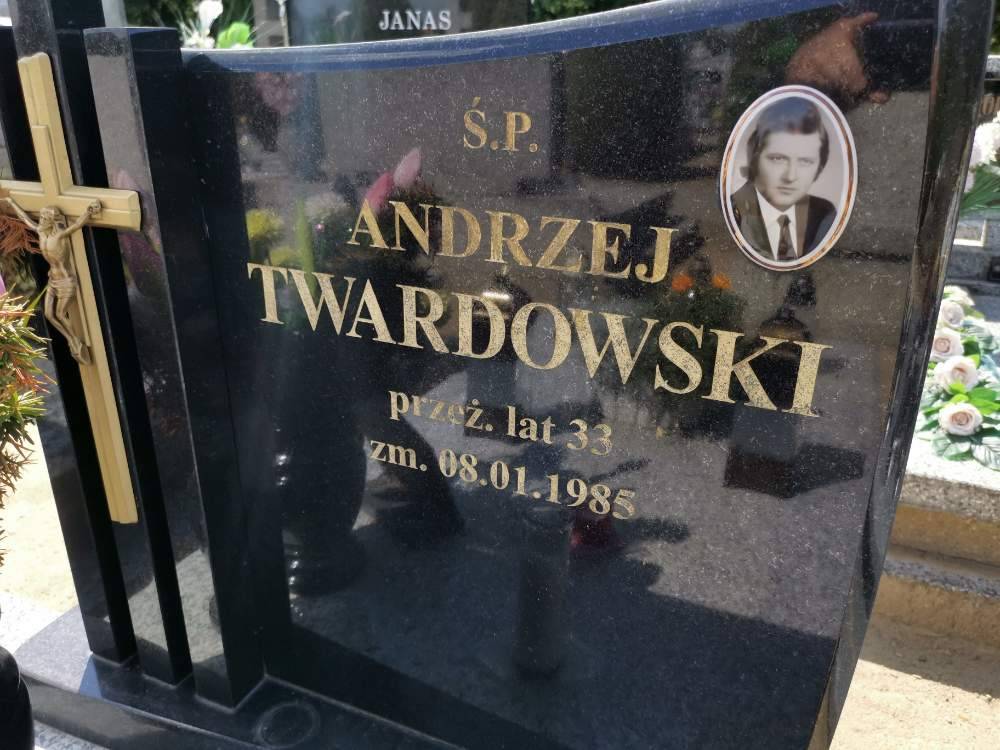 JANAS
Ś.P.
ANDRZEJ
TWARDOWSKI
przeż. lat 33
zm. 08.01.1985